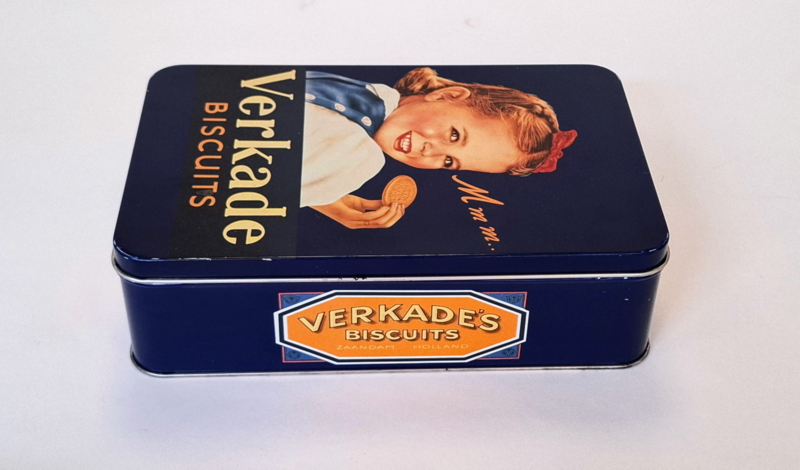 Mmm..
Verkade
BISCUITS
VERKADE'S
BISCUITS
ZAANDAM HOLLAND